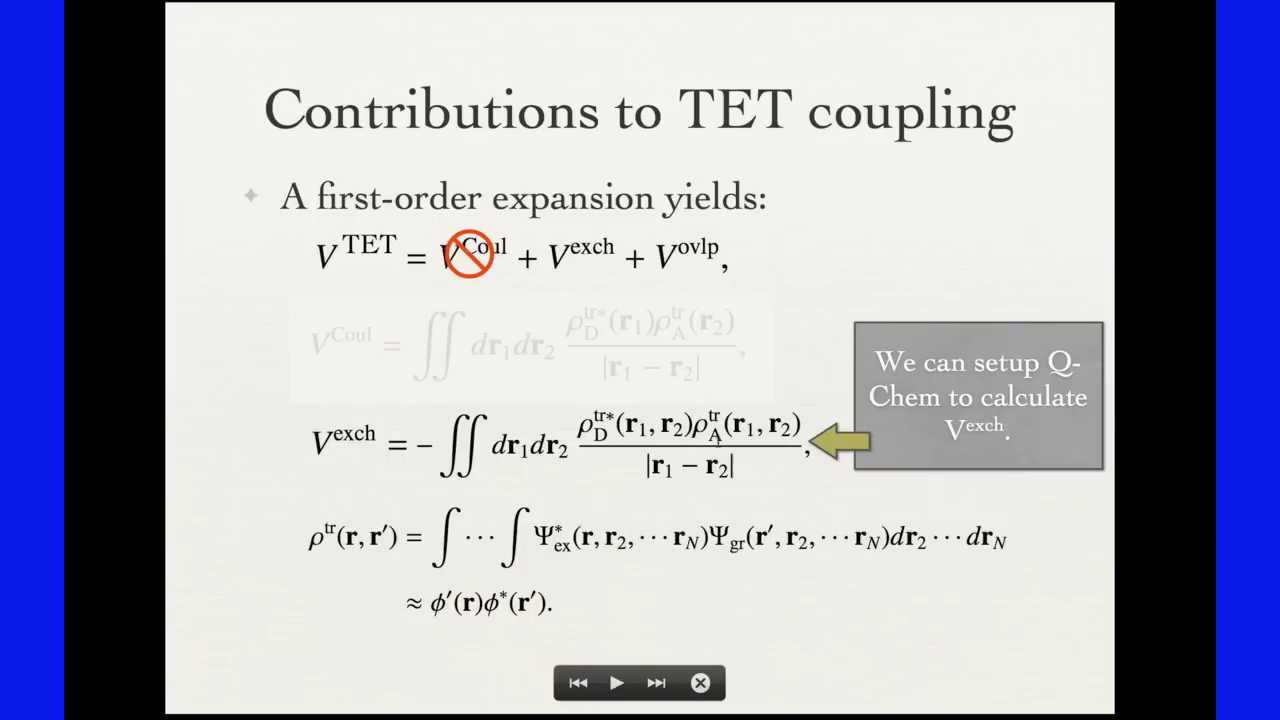 Contributions to TET coupling
✦ A first-order expansion yields:
V^TET = V^Coul + V^exch + V^ovlp,
V^Coul = ∬ dr₁dr₂ ρ_D^tr*(r₁)ρ_A^tr(r₂) / |r₁ − r₂|,
V^exch = − ∬ dr₁dr₂ ρ_D^tr*(r₁, r₂)ρ_A^tr(r₁, r₂) / |r₁ − r₂|,
We can setup Q-
Chem to calculate
V^exch.
ρ^tr(r, r′) = ∫ ⋯ ∫ Ψ*_ex(r, r₂, ⋯ r_N)Ψ_gr(r′, r₂, ⋯ r_N)dr₂ ⋯ dr_N
≈ ϕ′(r)ϕ*(r′).